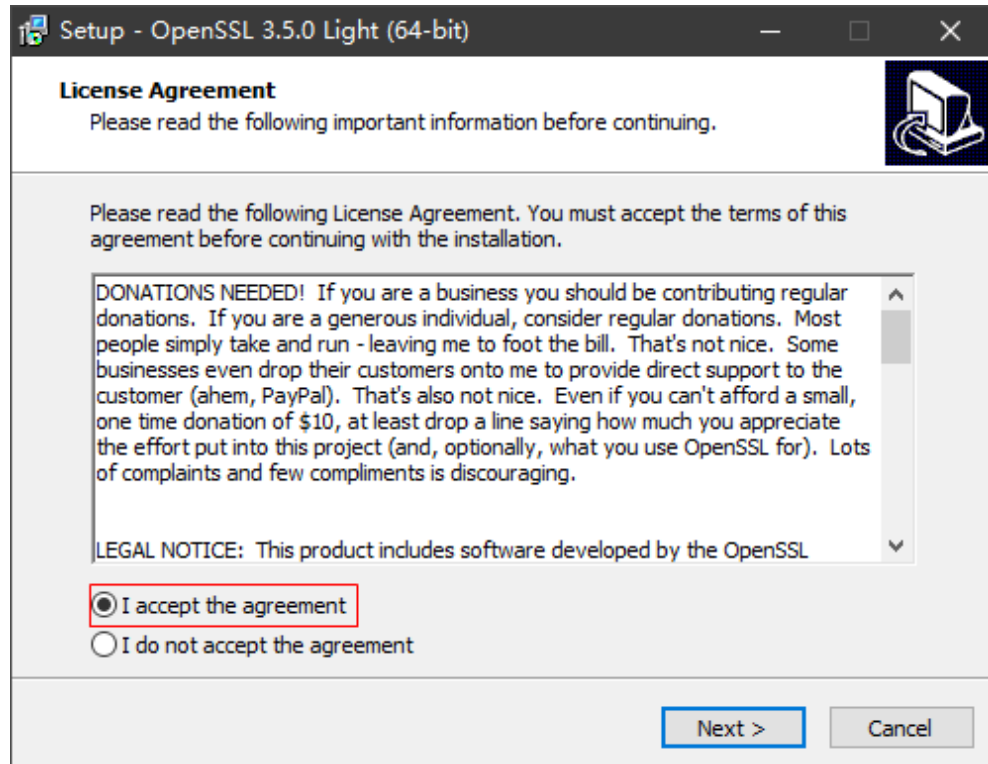 Setup - OpenSSL 3.5.0 Light (64-bit)
License Agreement
Please read the following important information before continuing.
Please read the following License Agreement. You must accept the terms of this
agreement before continuing with the installation.
DONATIONS NEEDED!  If you are a business you should be contributing regular
donations.  If you are a generous individual, consider regular donations.  Most
people simply take and run - leaving me to foot the bill.  That's not nice.  Some
businesses even drop their customers onto me to provide direct support to the
customer (ahem, PayPal).  That's also not nice.  Even if you can't afford a small,
one time donation of $10, at least drop a line saying how much you appreciate
the effort put into this project (and, optionally, what you use OpenSSL for).  Lots
of complaints and few compliments is discouraging.
LEGAL NOTICE:  This product includes software developed by the OpenSSL
I accept the agreement
I do not accept the agreement
Next >
Cancel